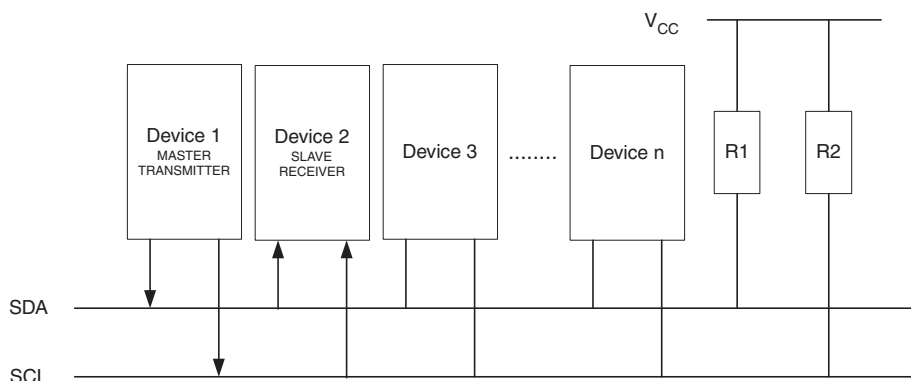 V_CC
Device 1
MASTER
TRANSMITTER
Device 2
SLAVE
RECEIVER
Device 3
........
Device n
R1
R2
SDA
SCL